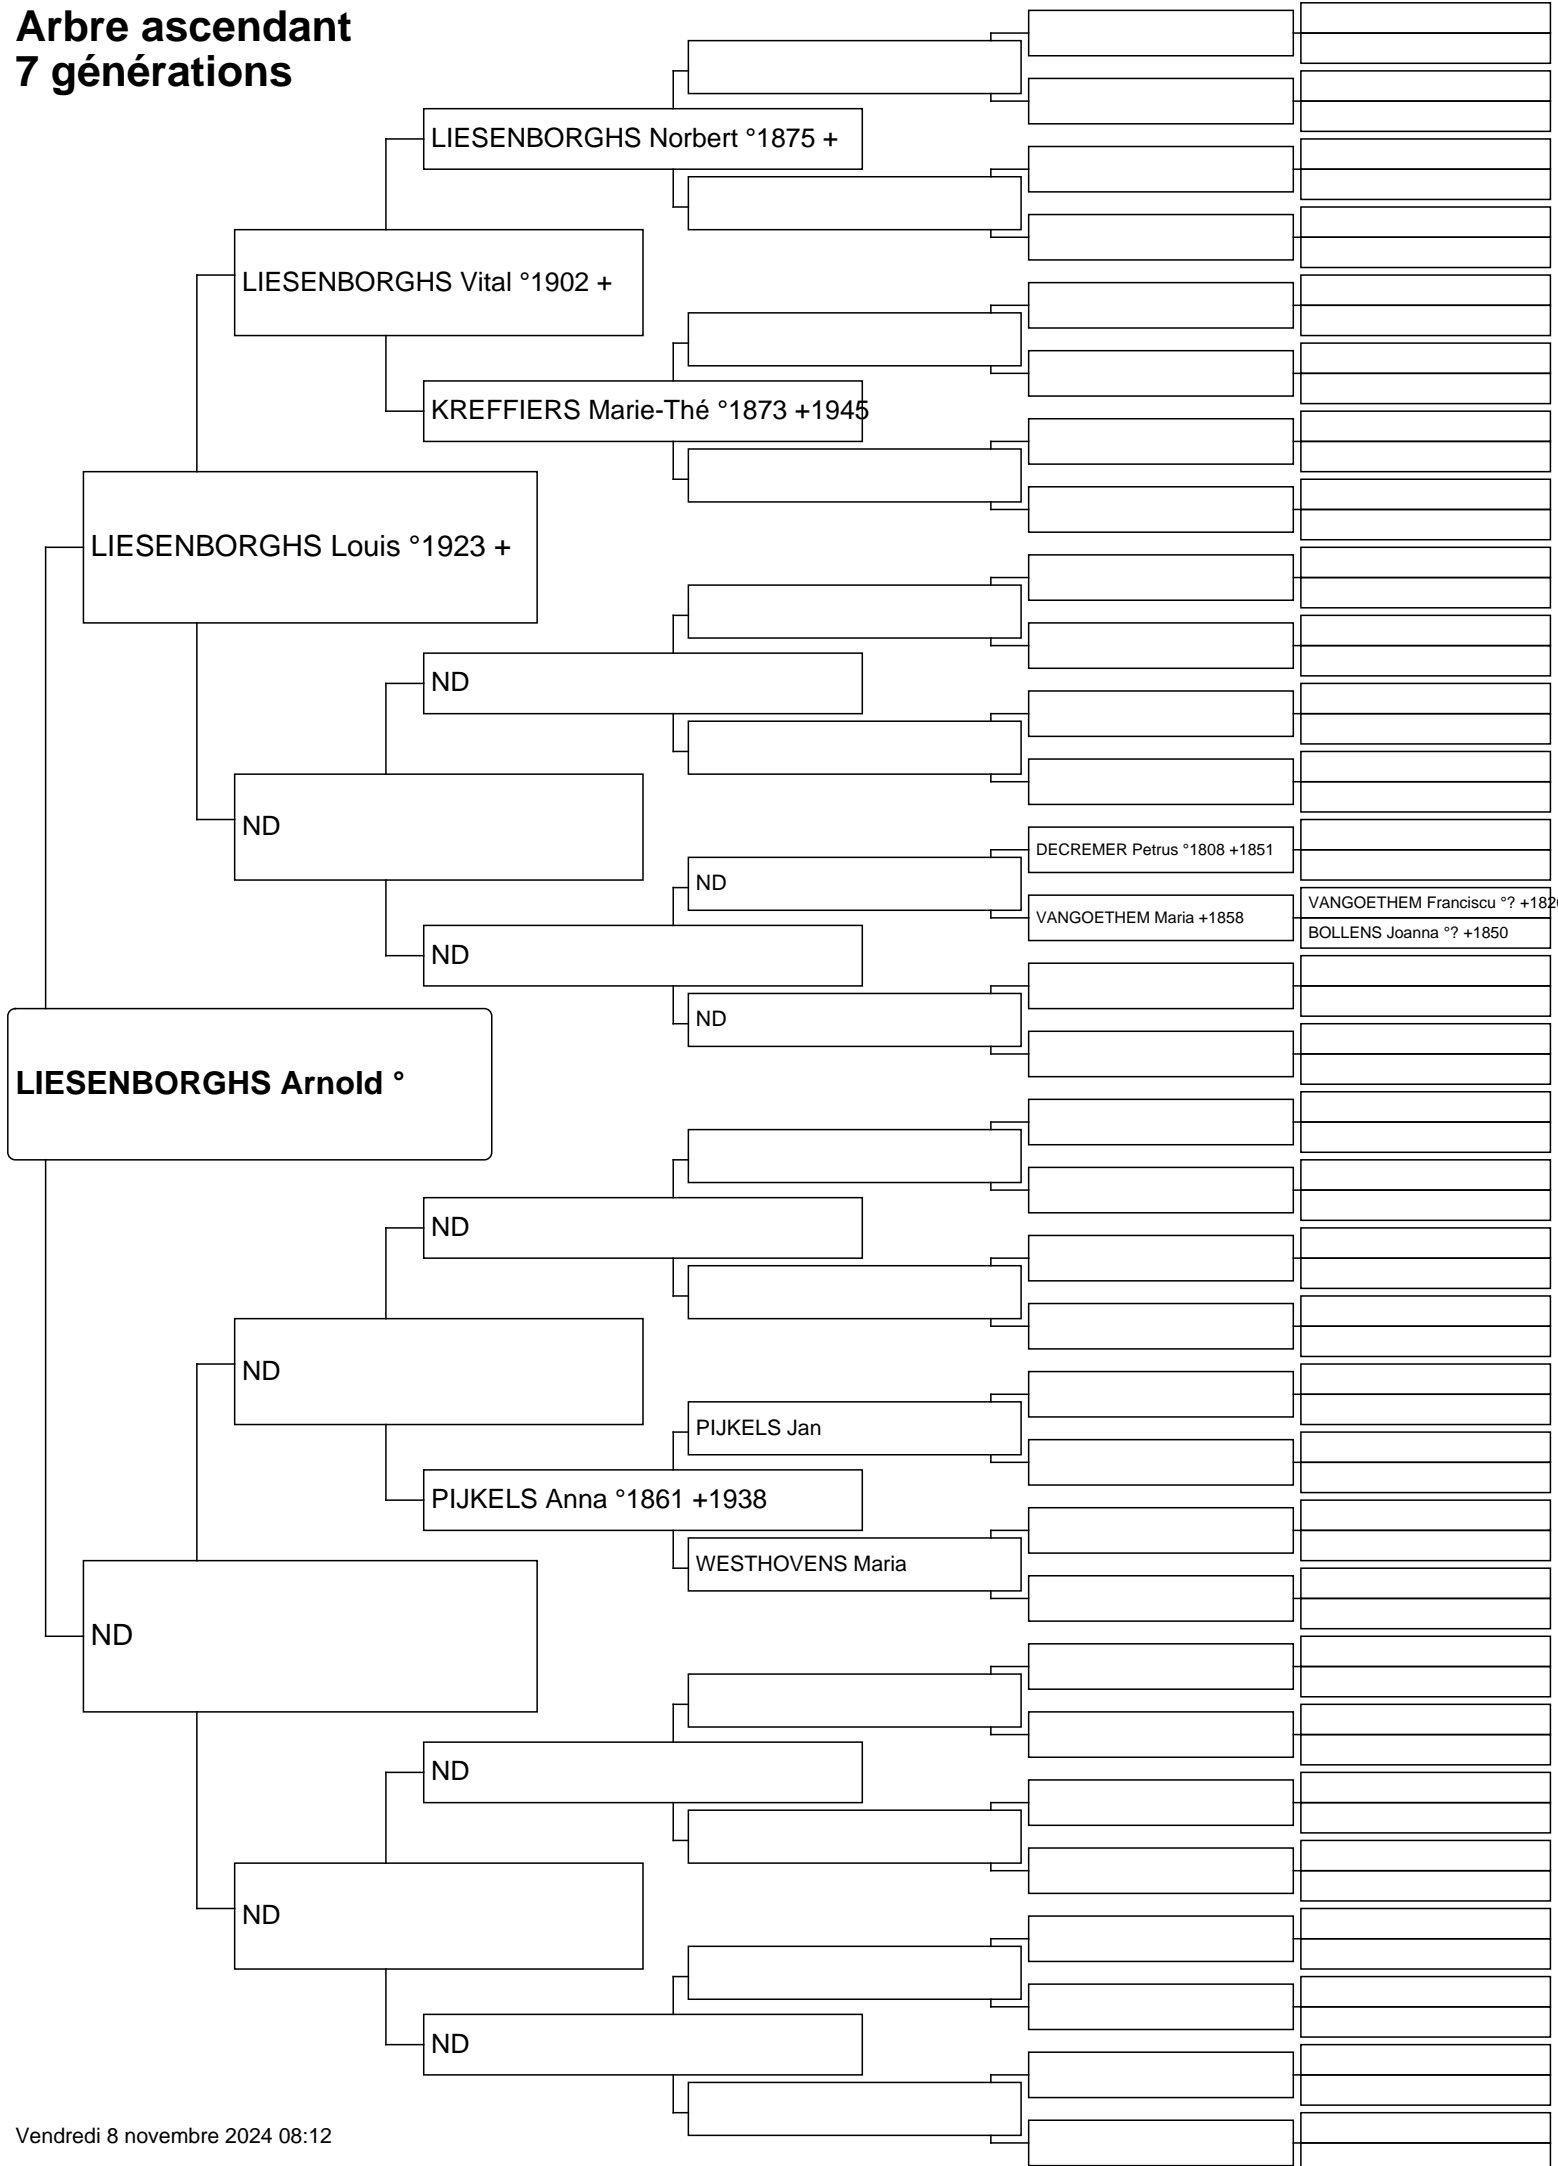 Arbre ascendant
7 générations
LIESENBORGHS Norbert °1875 +
LIESENBORGHS Vital °1902 +
KREFFIERS Marie-Thé °1873 +1945
LIESENBORGHS Louis °1923 +
ND
ND
DECREMER Petrus °1808 +1851
ND
VANGOETHEM Maria +1858
VANGOETHEM Franciscu °?
BOLLENS Joanna °? +1850
ND
ND
LIESENBORGHS Arnold °
ND
ND
PIJKELS Jan
PIJKELS Anna °1861 +1938
WESTHOVENS Maria
ND
ND
ND
ND
Vendredi 8 novembre 2024 08:12